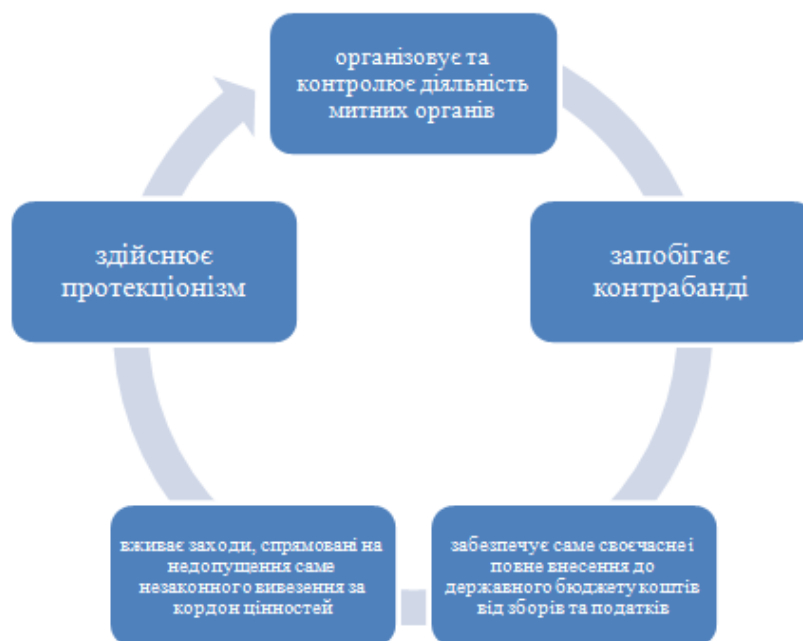 організовує та
контролює діяльність
митних органів
запобігає
контрабанді
забезпечує саме своєчасне і
повне внесення до
державного бюджету коштів
від зборів та податків
вживає заходи, спрямовані на
недопущення саме
незаконного вивезення за
кордон цінностей
здійснює
протекціонізм